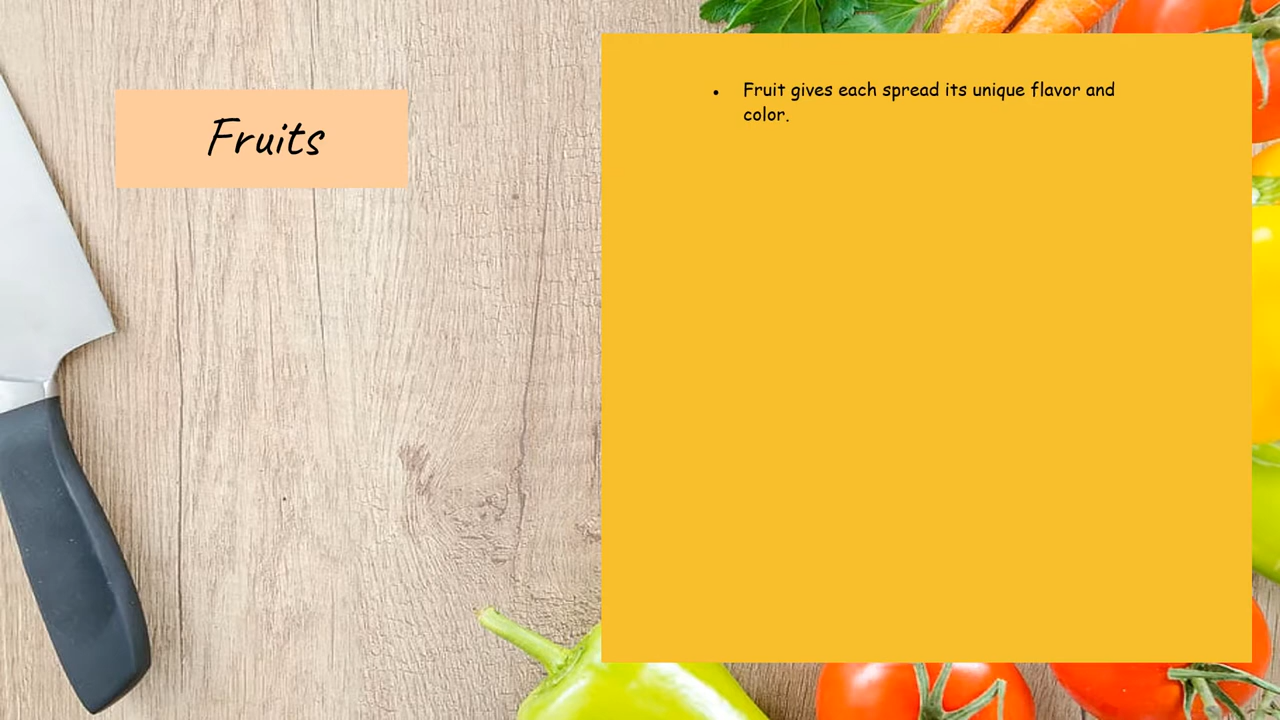 Fruits
• Fruit gives each spread its unique flavor and
color.